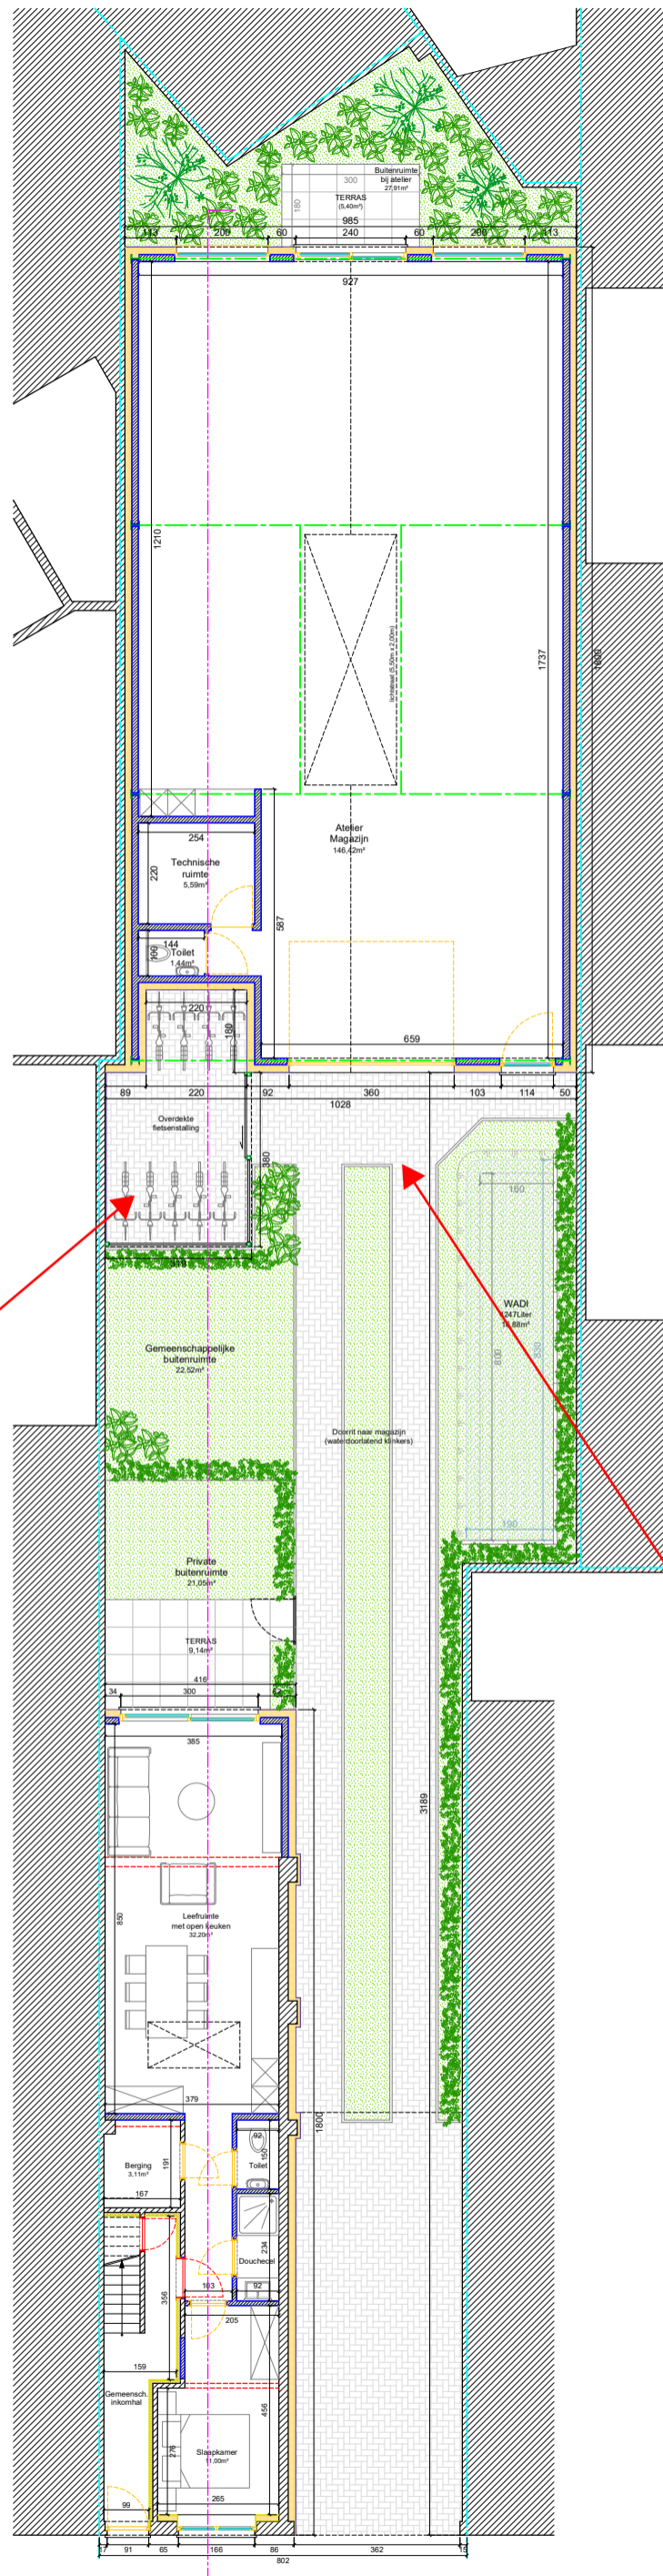 Buitenruimte
bij atelier
27,91m²
300
TERRAS
(5,40m²)
180
985
113 200 60 240 60 200 113
927
1210
lichtstraat (5,50m x 2,00m)
1737
1800
Atelier
Magazijn
146,42m²
254
Technische
ruimte
5,59m²
220
587
144
Toilet
1,44m²
100
220
180
659
89 220 92 360 103 114 50
1028
Overdekte
fietsenstalling
380
160
WADI
Gemeenschappelijke
buitenruimte
22,52m²
800
830
Doorrit naar magazijn
(waterdoorlatend klinkers)
190
Private
buitenruimte
21,05m²
TERRAS
9,14m²
416
34 300
385
3189
850
Leefruimte
met open keuken
32,20m²
379
1800
92
Berging
3,11m²
191
150
Toilet
167
234
Douchecel
103 92
356
205
159
Gemeensch.
inkomhal
456
276
Slaapkamer
11,00m²
99
265
17 91 65 166 86 362 15
802